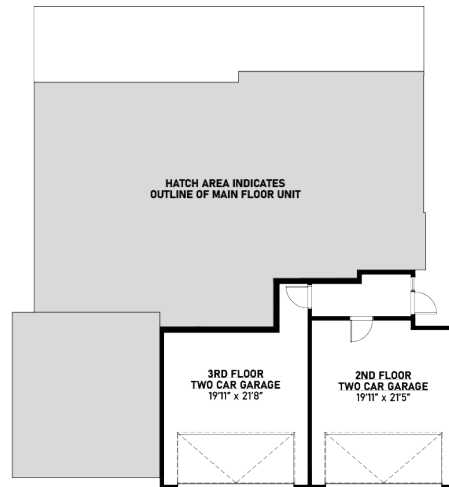 HATCH AREA INDICATES
OUTLINE OF MAIN FLOOR UNIT
3RD FLOOR
TWO CAR GARAGE
19'11" x 21'8"
2ND FLOOR
TWO CAR GARAGE
19'11" x 21'5"